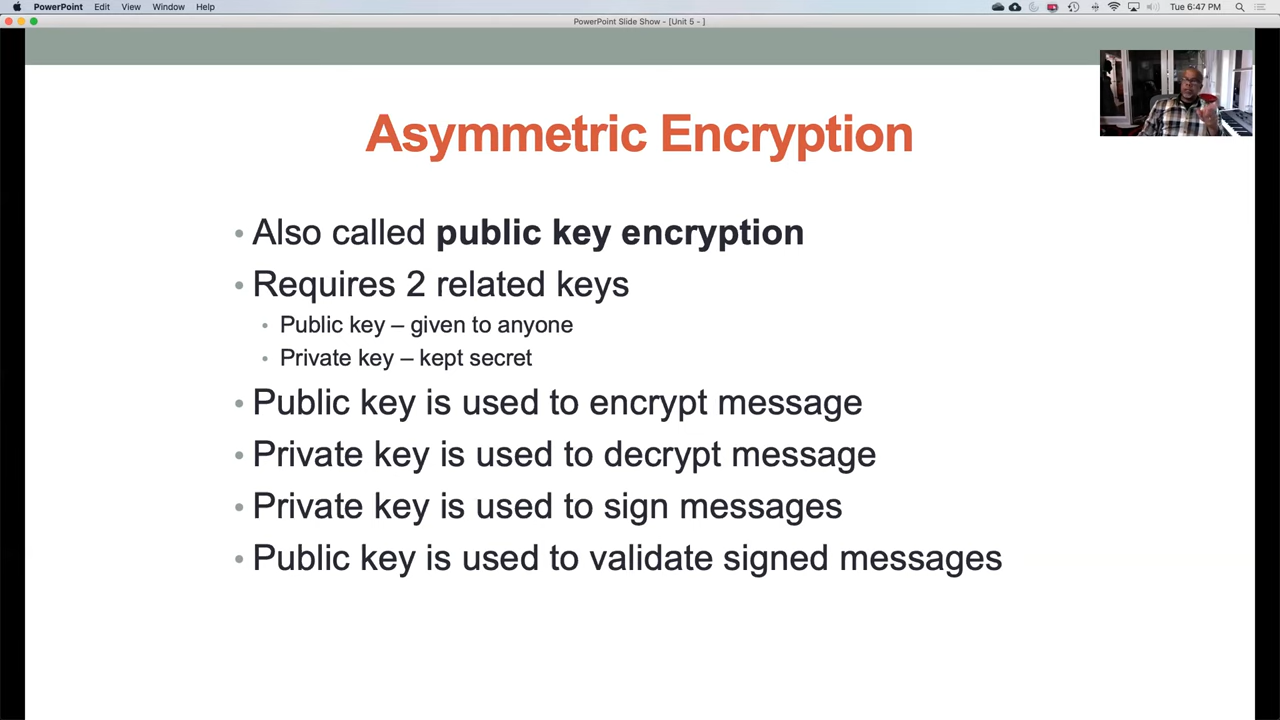 PowerPoint Edit View Window Help Tue 6:47 PM
PowerPoint Slide Show - [Unit 5 - ]
Asymmetric Encryption
• Also called public key encryption
• Requires 2 related keys
• Public key – given to anyone
• Private key – kept secret
• Public key is used to encrypt message
• Private key is used to decrypt message
• Private key is used to sign messages
• Public key is used to validate signed messages